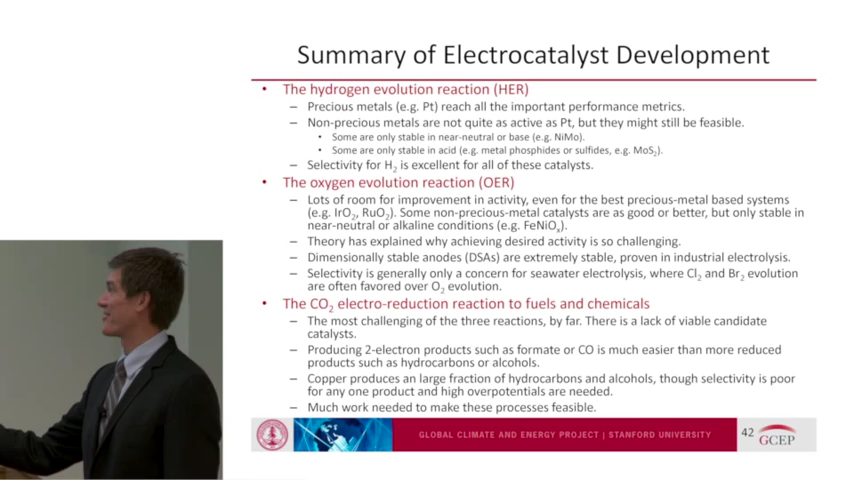 Summary of Electrocatalyst Development
• The hydrogen evolution reaction (HER)
– Precious metals (e.g. Pt) reach all the important performance metrics.
– Non-precious metals are not quite as active as Pt, but they might still be feasible.
• Some are only stable in near-neutral or base (e.g. NiMo).
• Some are only stable in acid (e.g. metal phosphides or sulfides, e.g. MoS₂).
– Selectivity for H₂ is excellent for all of these catalysts.
• The oxygen evolution reaction (OER)
– Lots of room for improvement in activity, even for the best precious-metal based systems
(e.g. IrO₂, RuO₂). Some non-precious-metal catalysts are as good or better, but only stable in
near-neutral or alkaline conditions (e.g. FeNiOₓ).
– Theory has explained why achieving desired activity is so challenging.
– Dimensionally stable anodes (DSAs) are extremely stable, proven in industrial electrolysis.
– Selectivity is generally only a concern for seawater electrolysis, where Cl₂ and Br₂ evolution
are often favored over O₂ evolution.
• The CO₂ electro-reduction reaction to fuels and chemicals
– The most challenging of the three reactions, by far. There is a lack of viable candidate
catalysts.
– Producing 2-electron products such as formate or CO is much easier than more reduced
products such as hydrocarbons or alcohols.
– Copper produces an large fraction of hydrocarbons and alcohols, though selectivity is poor
for any one product and high overpotentials are needed.
– Much work needed to make these processes feasible.
GLOBAL CLIMATE AND ENERGY PROJECT | STANFORD UNIVERSITY
42
GCEP